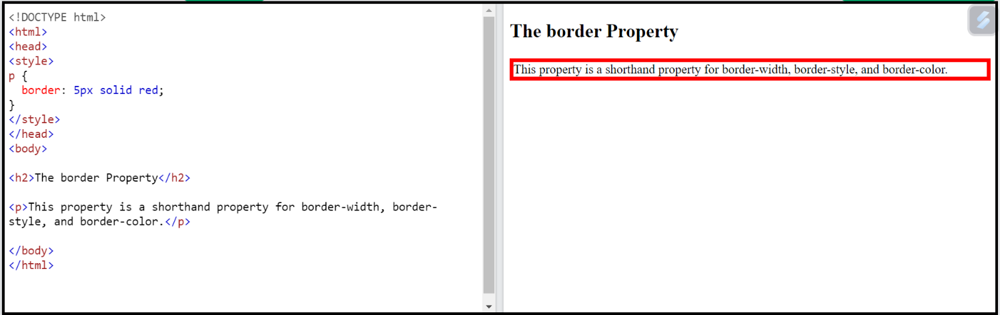 <!DOCTYPE html>
<html>
<head>
<style>
p {
  border: 5px solid red;
}
</style>
</head>
<body>

<h2>The border Property</h2>

<p>This property is a shorthand property for border-width, border-
style, and border-color.</p>

</body>
</html>
The border Property
This property is a shorthand property for border-width, border-style, and border-color.